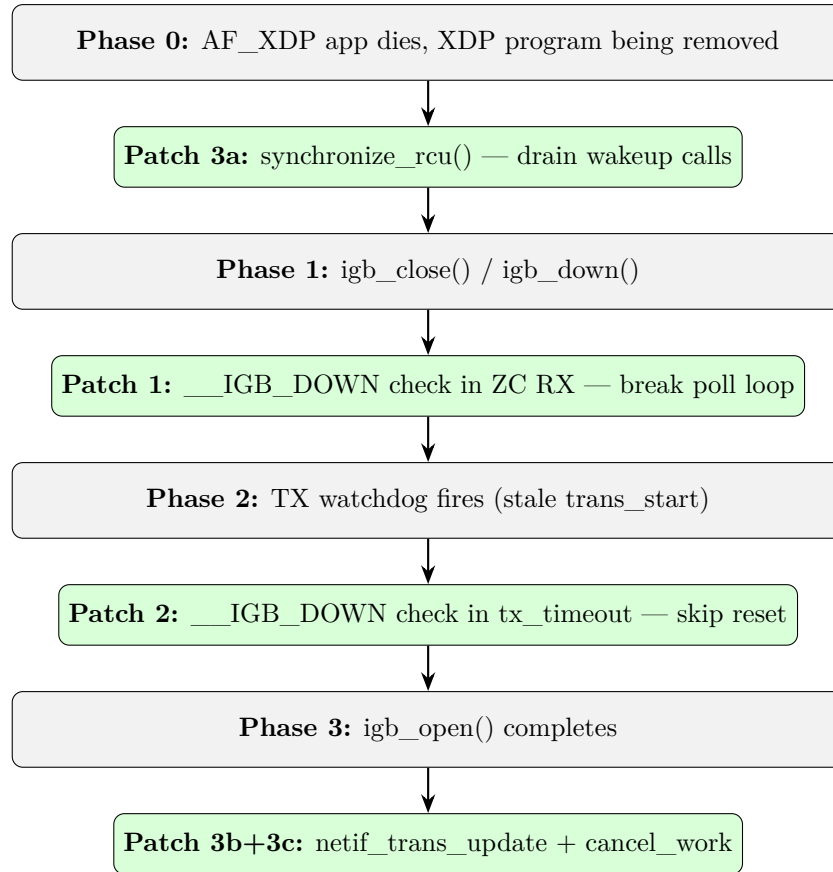 Phase 0: AF_XDP app dies, XDP program being removed
Patch 3a: synchronize_rcu() — drain wakeup calls
Phase 1: igb_close() / igb_down()
Patch 1: __IGB_DOWN check in ZC RX — break poll loop
Phase 2: TX watchdog fires (stale trans_start)
Patch 2: __IGB_DOWN check in tx_timeout — skip reset
Phase 3: igb_open() completes
Patch 3b+3c: netif_trans_update + cancel_work